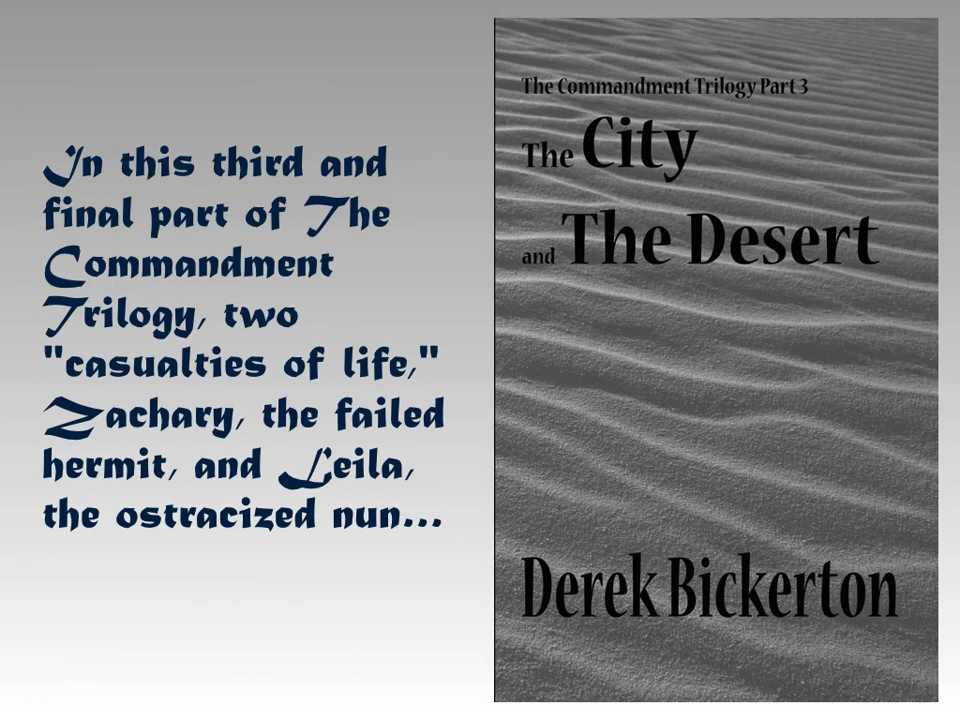 In this third and
final part of The
Commandment
Trilogy, two
"casualties of life,"
Zachary, the failed
hermit, and Leila,
the ostracized nun...
The Commandment Trilogy Part 3
The City
and The Desert
Derek Bickerton